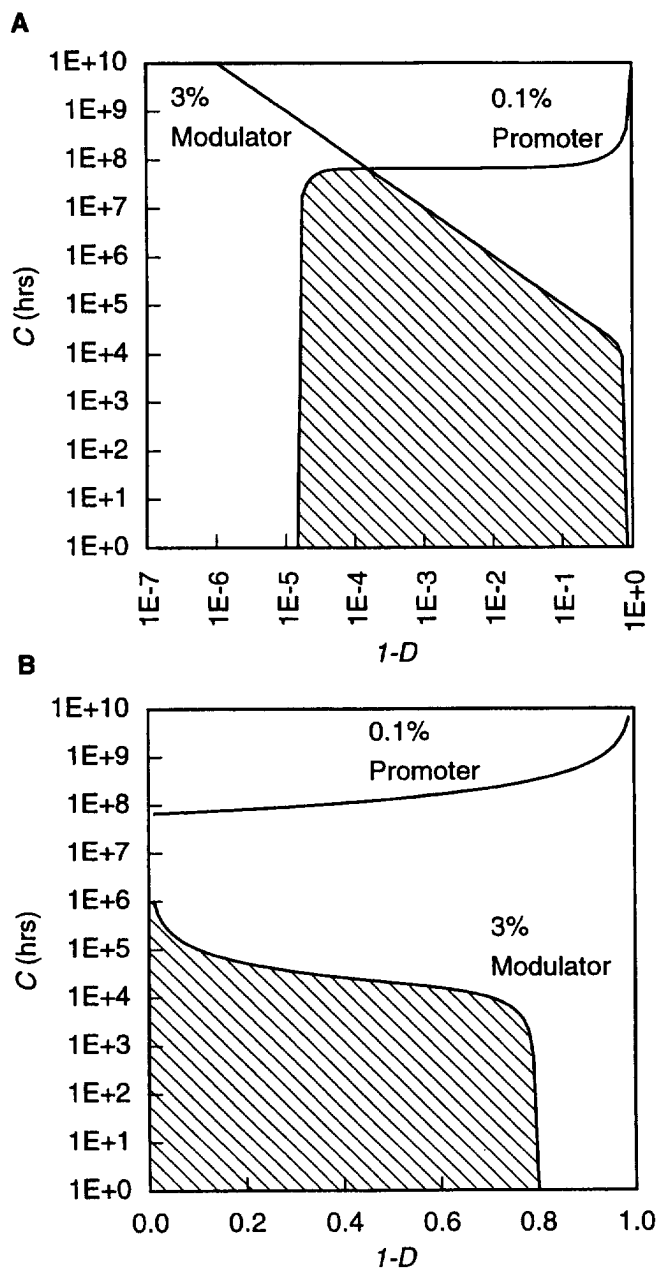 A
1E+10
1E+9
1E+8
1E+7
1E+6
1E+5
1E+4
1E+3
1E+2
1E+1
1E+0
C (hrs)
3%
Modulator
0.1%
Promoter
1E-7
1E-6
1E-5
1E-4
1E-3
1E-2
1E-1
1E+0
1-D
B
1E+10
1E+9
1E+8
1E+7
1E+6
1E+5
1E+4
1E+3
1E+2
1E+1
1E+0
C (hrs)
0.1%
Promoter
3%
Modulator
0.0 0.2 0.4 0.6 0.8 1.0
1-D